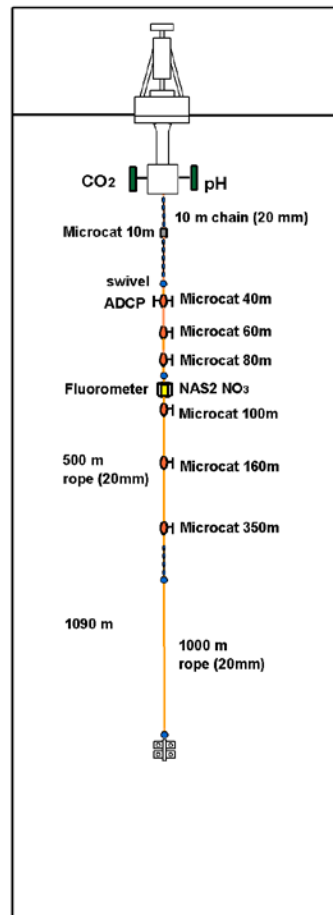 CO2
pH
10 m chain (20 mm)
Microcat 10m
swivel
ADCP
Microcat 40m
Microcat 60m
Microcat 80m
Fluorometer
NAS2 NO3
Microcat 100m
500 m
rope (20mm)
Microcat 160m
Microcat 350m
1090 m
1000 m
rope (20mm)